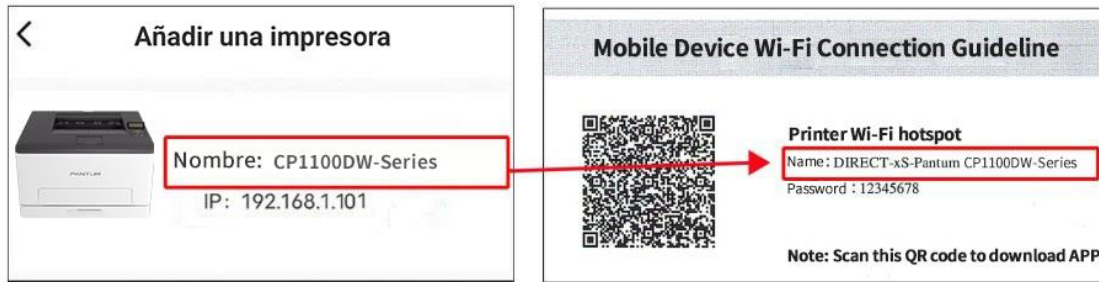 Añadir una impresora
PANTUM
Nombre: CP1100DW-Series
IP: 192.168.1.101
Mobile Device Wi-Fi Connection Guideline
Printer Wi-Fi hotspot
Name: DIRECT-xS-Pantum CP1100DW-Series
Password : 12345678
Note: Scan this QR code to download APP